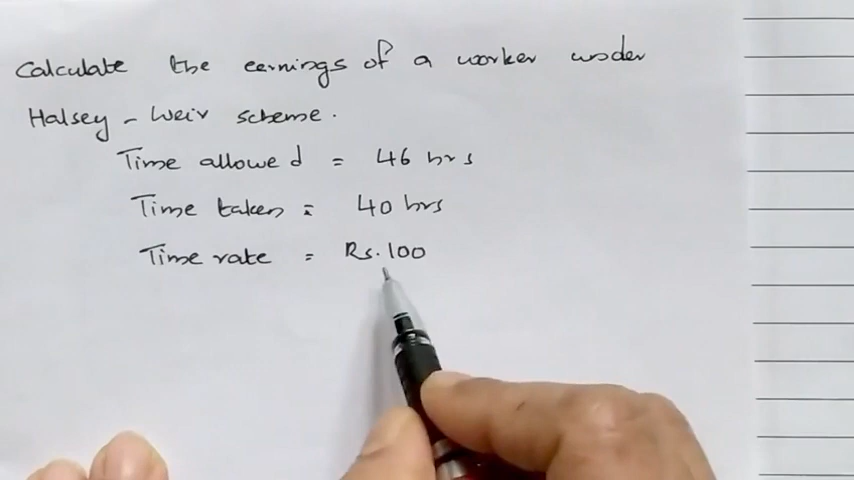 Calculate the earnings of a worker under
Halsey - Weir scheme.
Time allowed = 46 hrs
Time taken = 40 hrs
Time rate = Rs.100